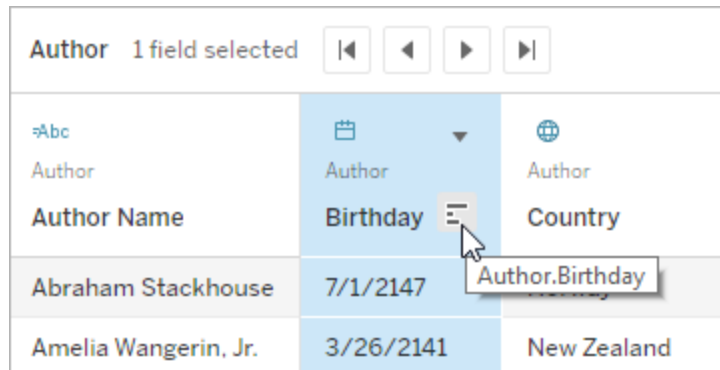 Author 1 field selected
=Abc
Author Author Author
Author Name Birthday Country
Author.Birthday
Abraham Stackhouse 7/1/2147
Amelia Wangerin, Jr. 3/26/2141 New Zealand